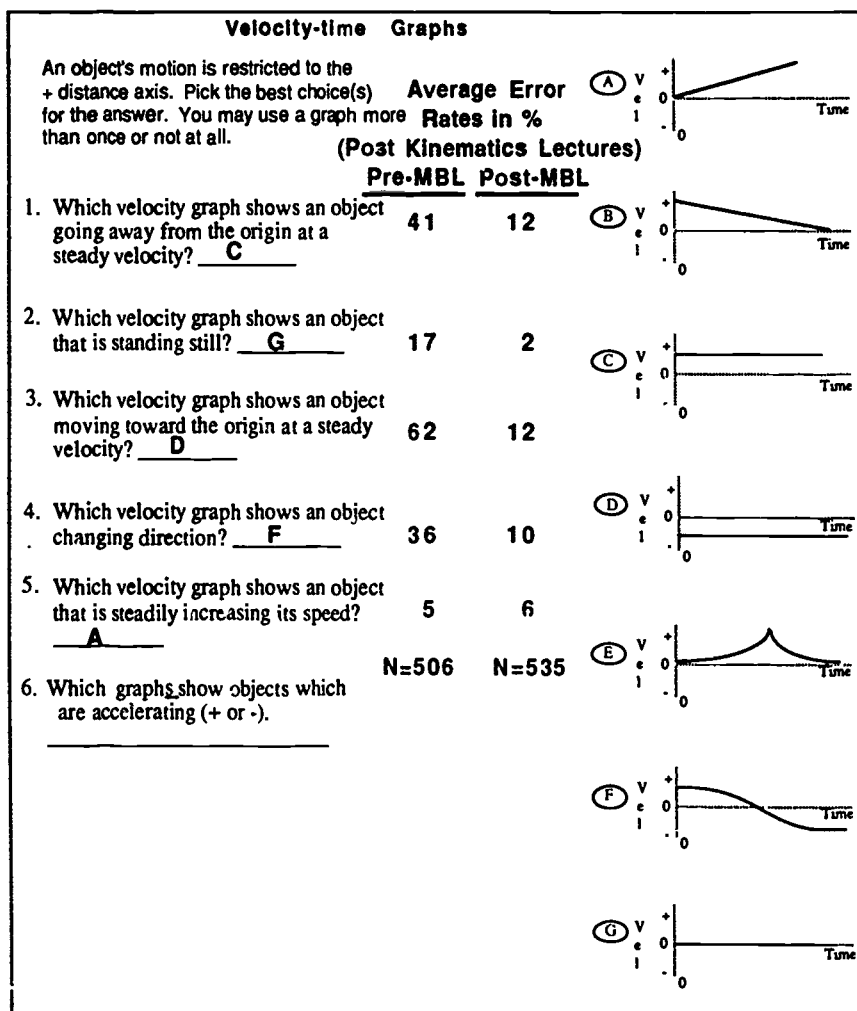 Velocity-time Graphs
An object's motion is restricted to the
+ distance axis. Pick the best choice(s)
for the answer. You may use a graph more
than once or not at all.
Average Error
Rates in %
(Post Kinematics Lectures)
Pre-MBL Post-MBL
1. Which velocity graph shows an object
going away from the origin at a
steady velocity? C
41 12
2. Which velocity graph shows an object
that is standing still? G
17 2
3. Which velocity graph shows an object
moving toward the origin at a steady
velocity? D
62 12
4. Which velocity graph shows an object
changing direction? F
36 10
5. Which velocity graph shows an object
that is steadily increasing its speed?
A
5 6
N=506 N=535
6. Which graphs show objects which
are accelerating (+ or -).
A Vel + 0 - 0 Time
B Vel + 0 - 0 Time
C Vel + 0 - 0 Time
D Vel + 0 - 0 Time
E Vel + 0 - 0 Time
F Vel + 0 - 0 Time
G Vel + 0 - 0 Time